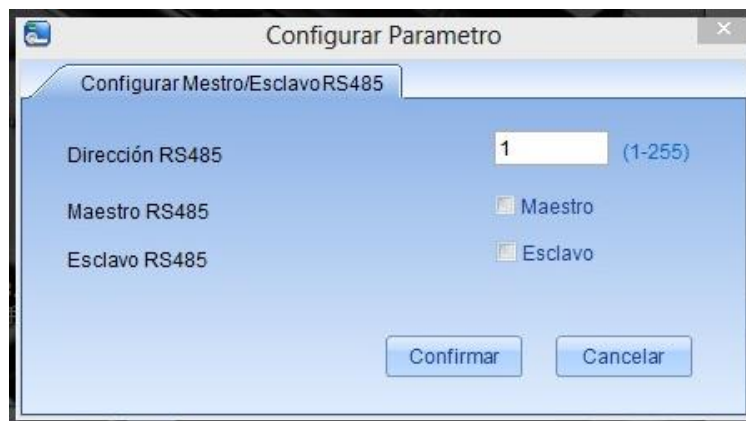 Configurar Parametro
Configurar Mestro/Esclavo RS485
Dirección RS485 1 (1-255)
Maestro RS485 Maestro
Esclavo RS485 Esclavo
Confirmar Cancelar